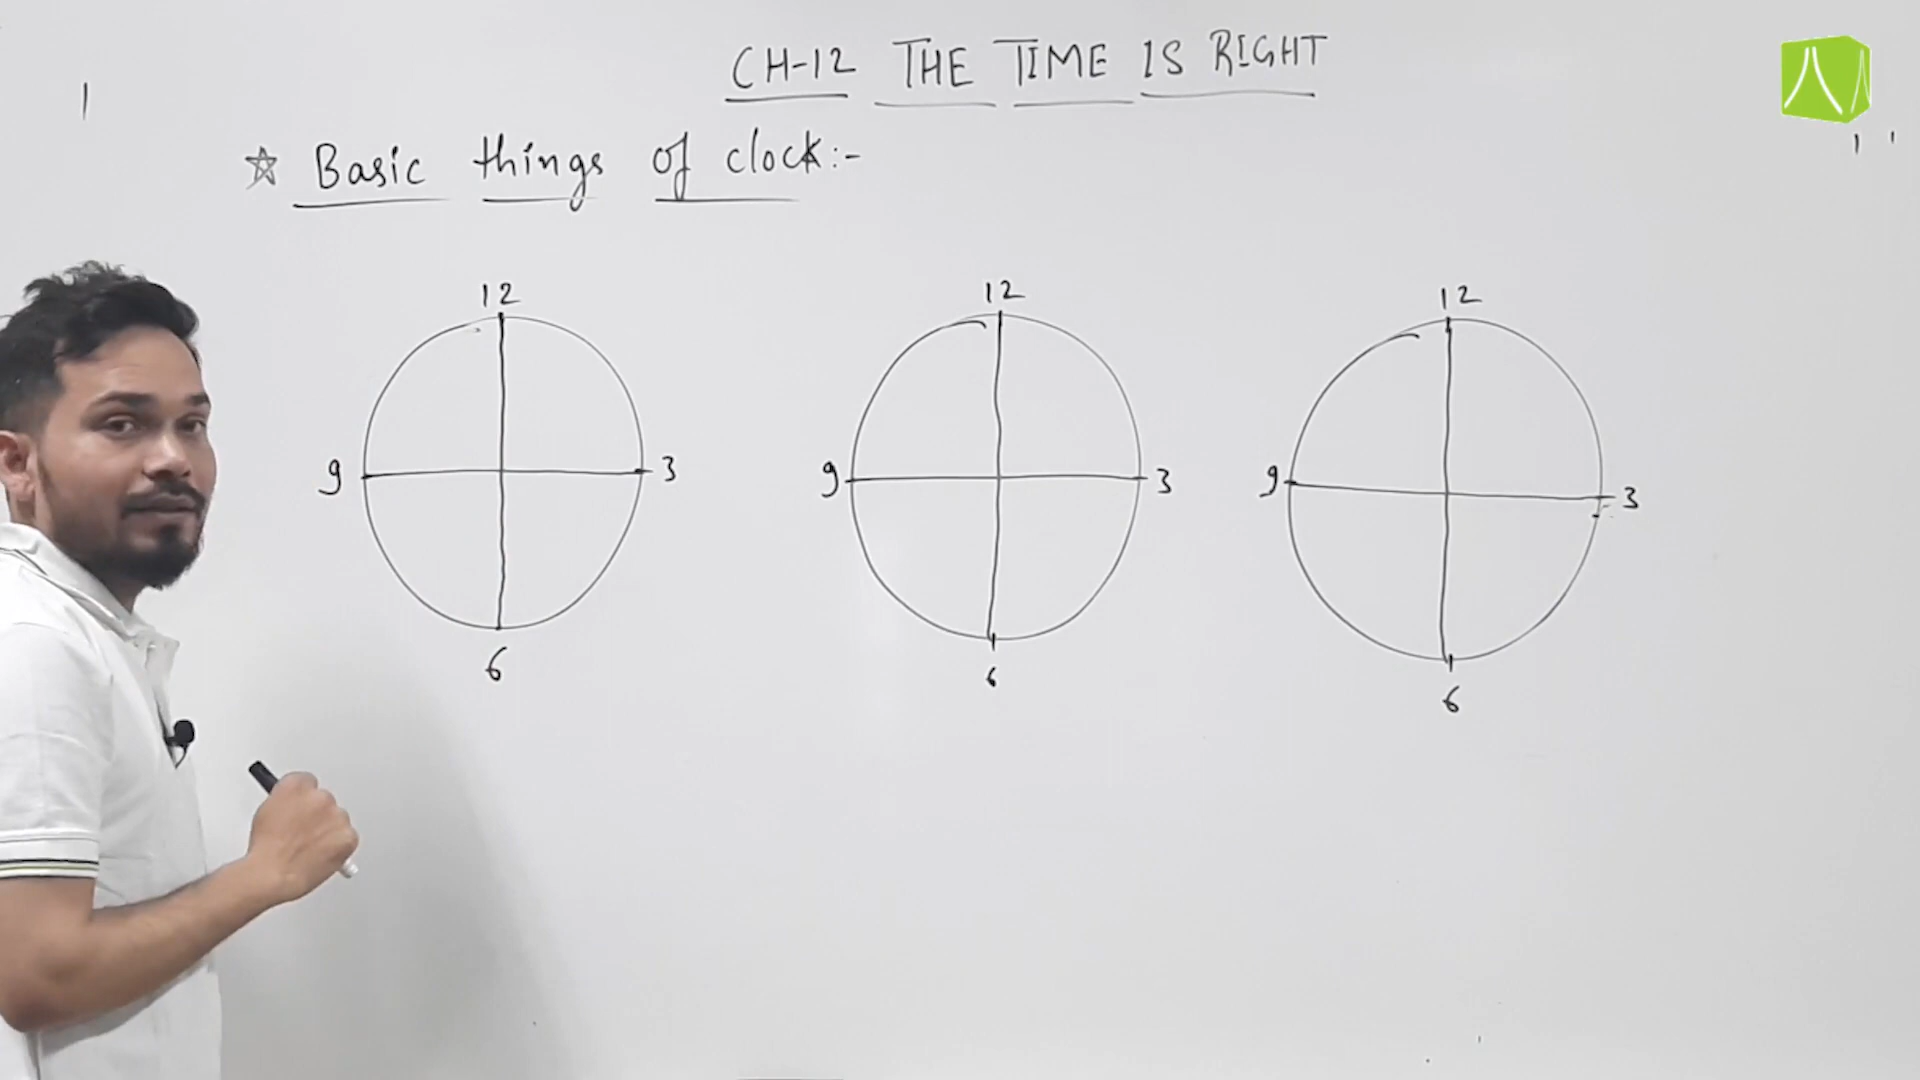 CH-12 THE TIME IS RIGHT
☆ Basic things of clock:-
12 12 12
9 3 9 3 9 3
6 6 6